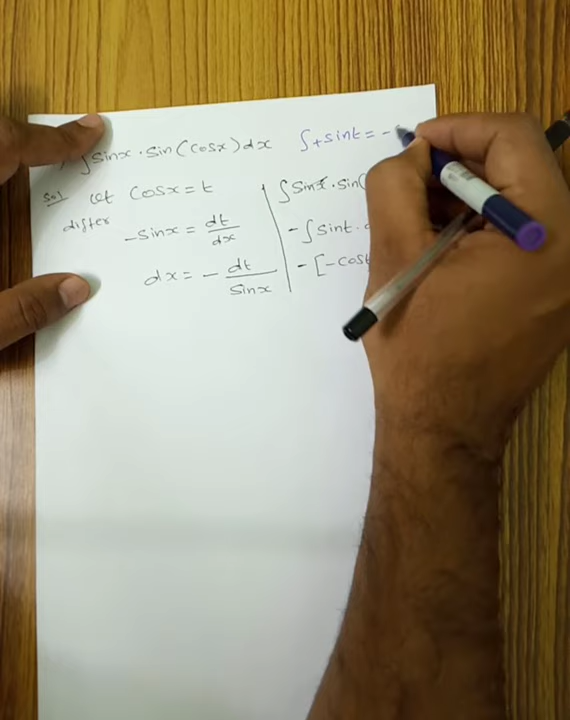 ∫ sinx · sin(cosx) dx ∫ + sint = -
Sol let cosx = t
differ
-sinx = dt/dx
dx = - dt/sinx
∫ sinx · sin(
- ∫ sint ·
- [-cost